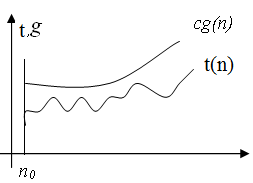 t,g
cg(n)
t(n)
n₀